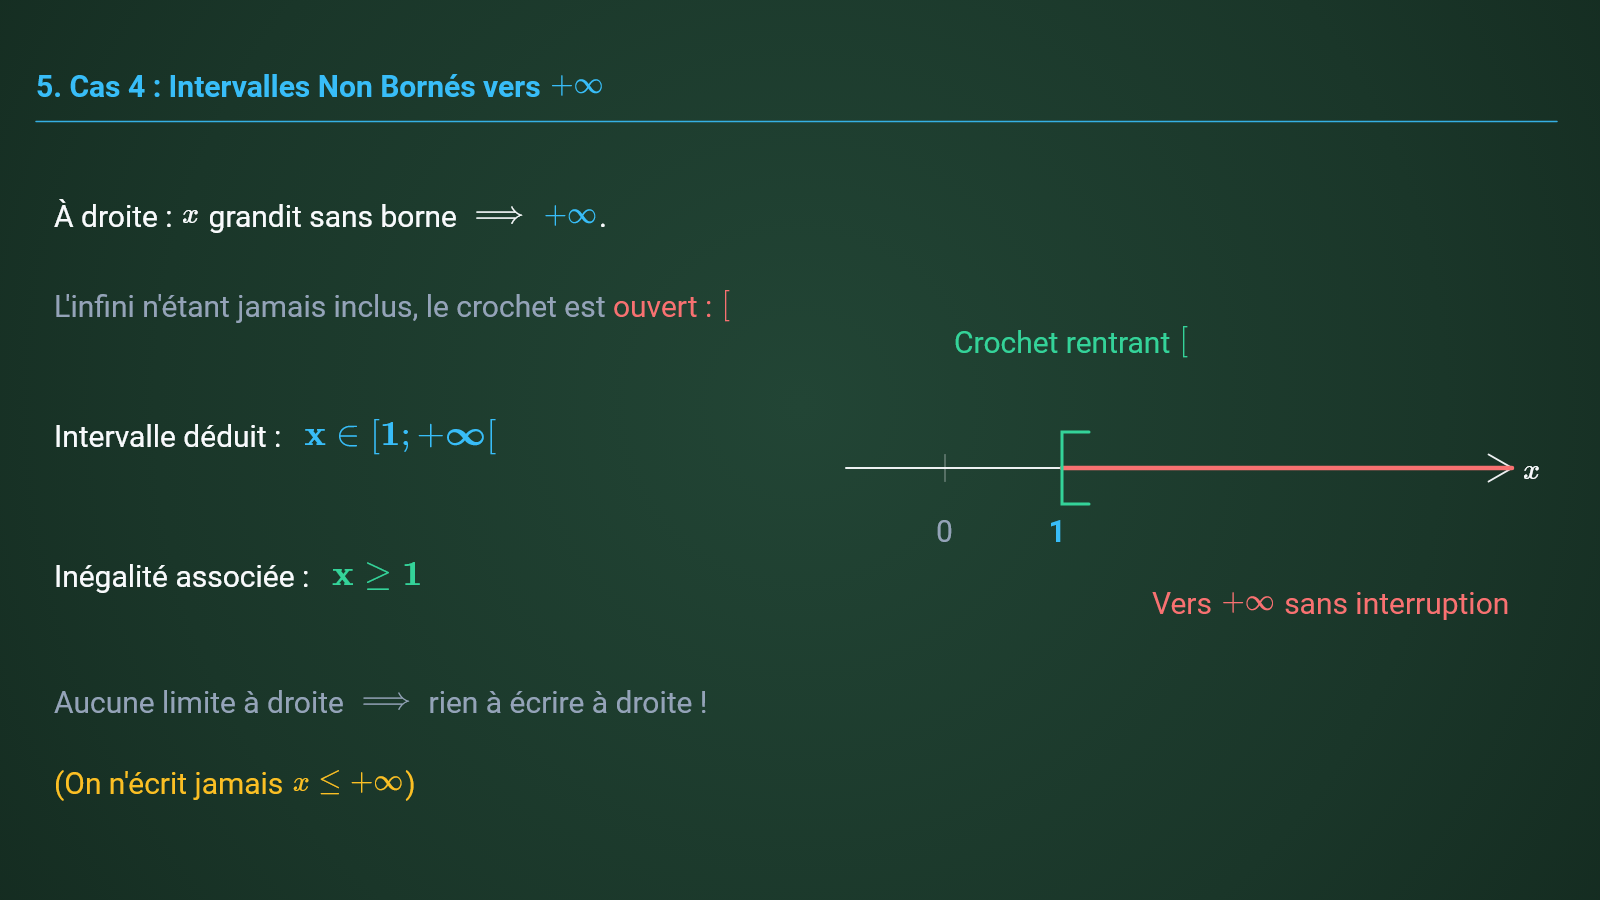 5. Cas 4 : Intervalles Non Bornés vers +∞
À droite : x grandit sans borne ⟹ +∞.
L'infini n'étant jamais inclus, le crochet est ouvert : [
Intervalle déduit : x ∈ [1; +∞[
Inégalité associée : x ≥ 1
Aucune limite à droite ⟹ rien à écrire à droite !
(On n'écrit jamais x ≤ +∞)
Crochet rentrant [
x
0
1
Vers +∞ sans interruption